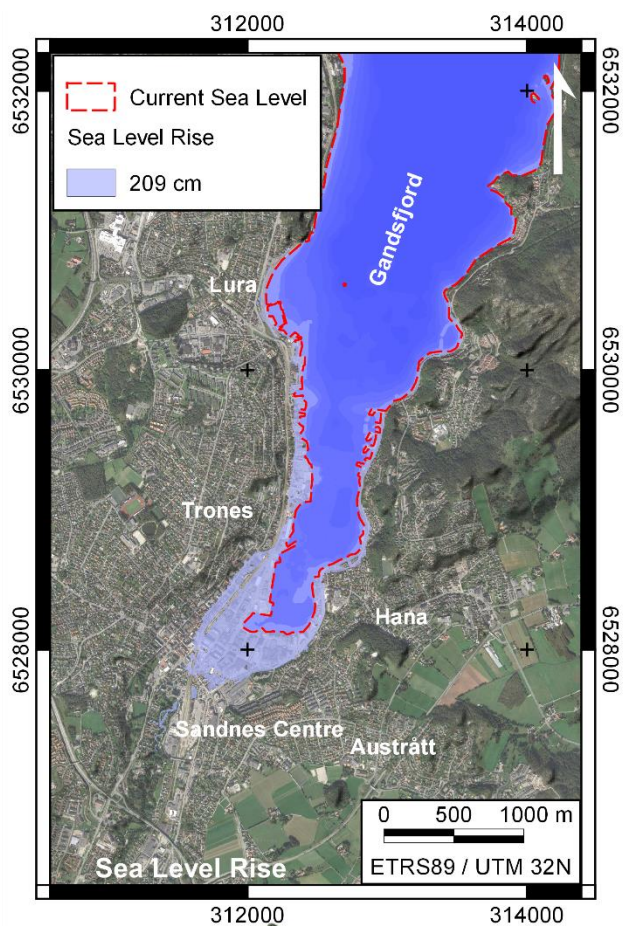 312000 314000
6532000 6532000
Current Sea Level
Sea Level Rise
209 cm
Gandsfjord
Lura
6530000 6530000
Trones
Hana
6528000 6528000
Sandnes Centre
Austrått
0 500 1000 m
ETRS89 / UTM 32N
Sea Level Rise
312000 314000